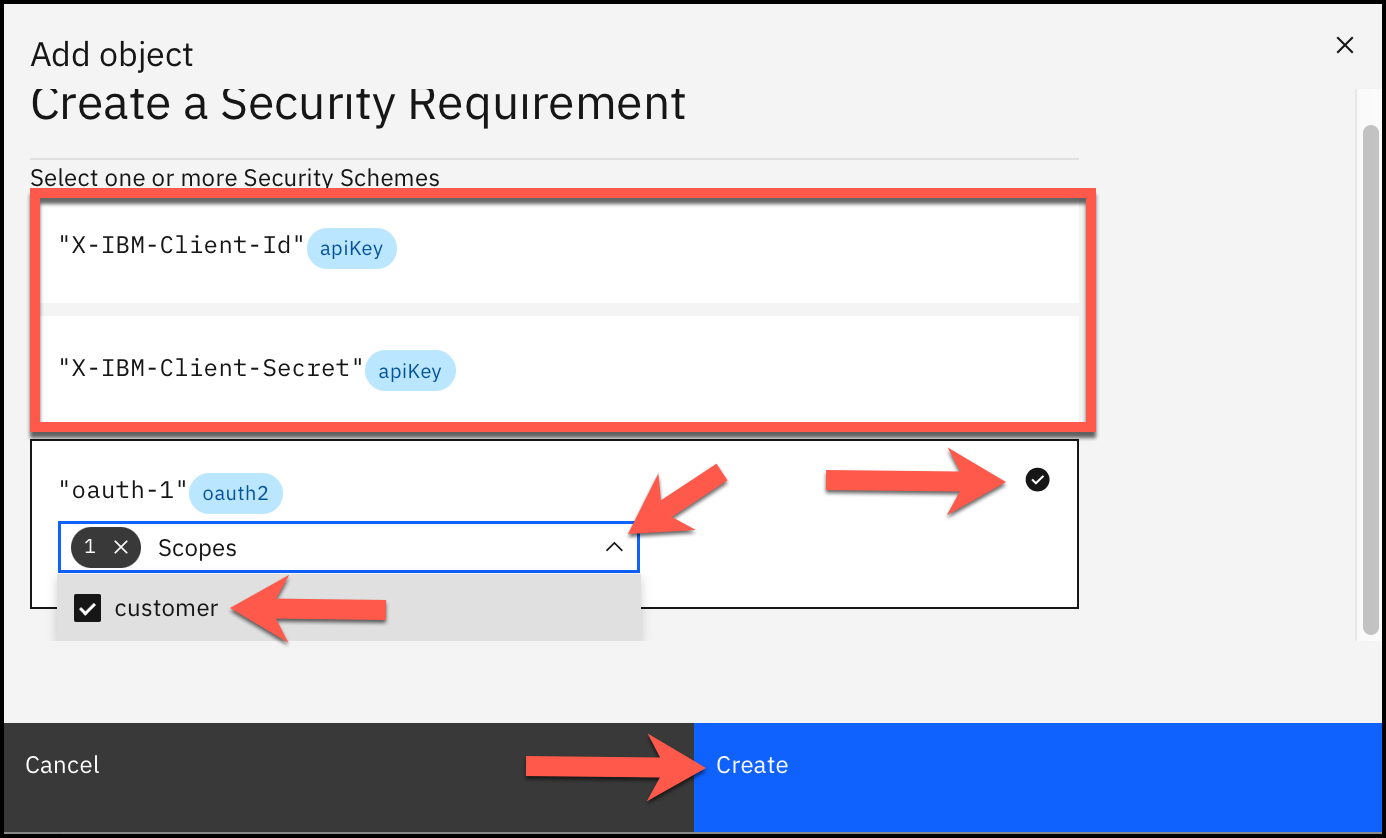 Add object
Create a Security Requirement
Select one or more Security Schemes
"X-IBM-Client-Id" apiKey
"X-IBM-Client-Secret" apiKey
"oauth-1" oauth2
1 Scopes
customer
Cancel Create